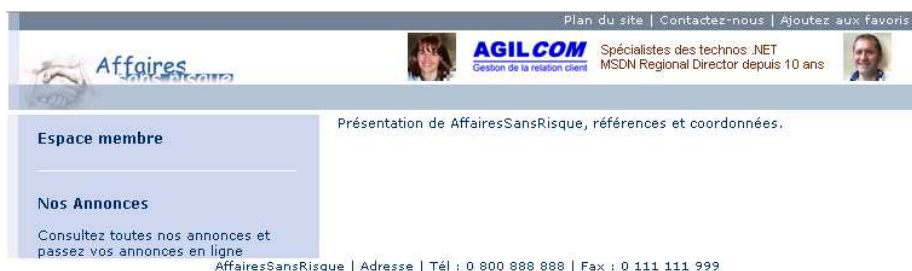 Plan du site | Contactez-nous | Ajoutez aux favoris
Affaires
sans risque
AGILCOM
Gestion de la relation client
Spécialistes des technos .NET
MSDN Regional Director depuis 10 ans
Espace membre
Présentation de AffairesSansRisque, références et coordonnées.
Nos Annonces
Consultez toutes nos annonces et
passez vos annonces en ligne
AffairesSansRisque | Adresse | Tél : 0 800 888 888 | Fax : 0 111 111 999